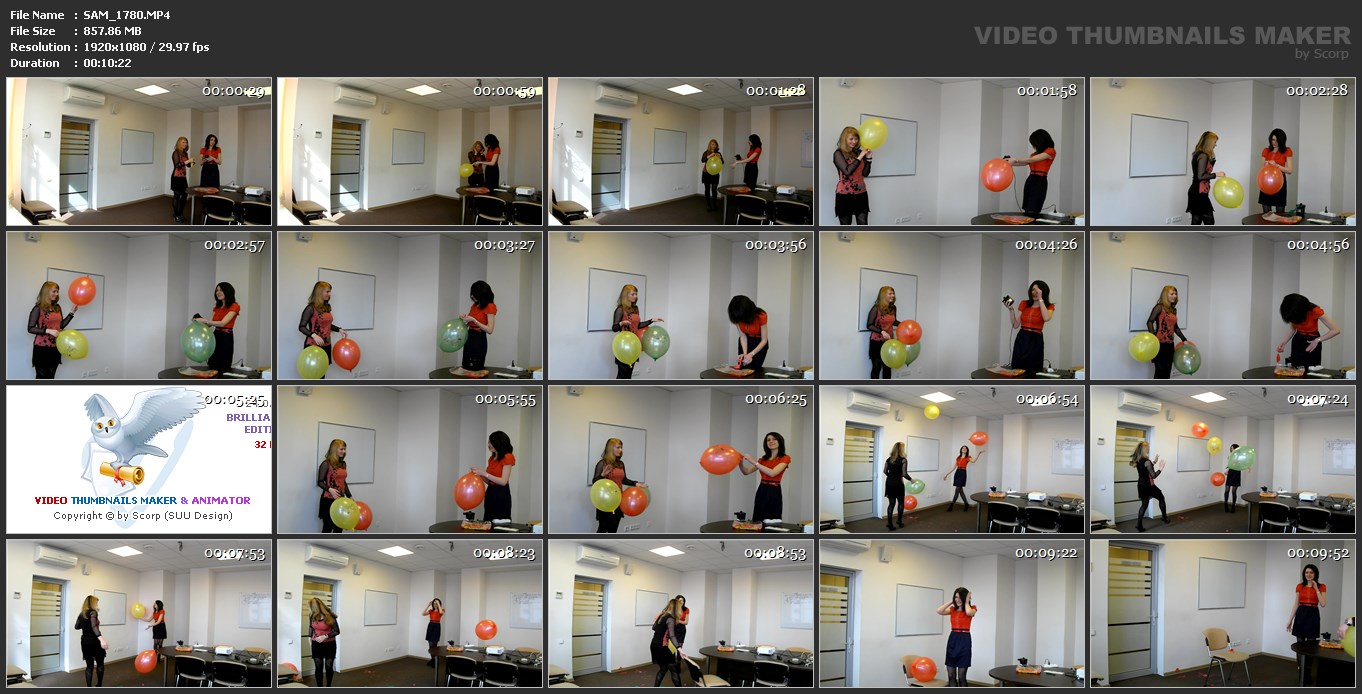 File Name : SAM_1780.MP4
File Size : 857.86 MB
Resolution : 1920x1080 / 29.97 fps
Duration : 00:10:22
VIDEO THUMBNAILS MAKER
by Scorp
00:00:29
00:00:59
00:01:28
00:01:58
00:02:28
00:02:57
00:03:27
00:03:56
00:04:26
00:04:56
00:05:25
BRILLIA
EDIT
32
VIDEO THUMBNAILS MAKER & ANIMATOR
Copyright © by Scorp (SUU Design)
00:05:55
00:06:25
00:06:54
00:07:24
00:07:53
00:08:23
00:08:53
00:09:22
00:09:52